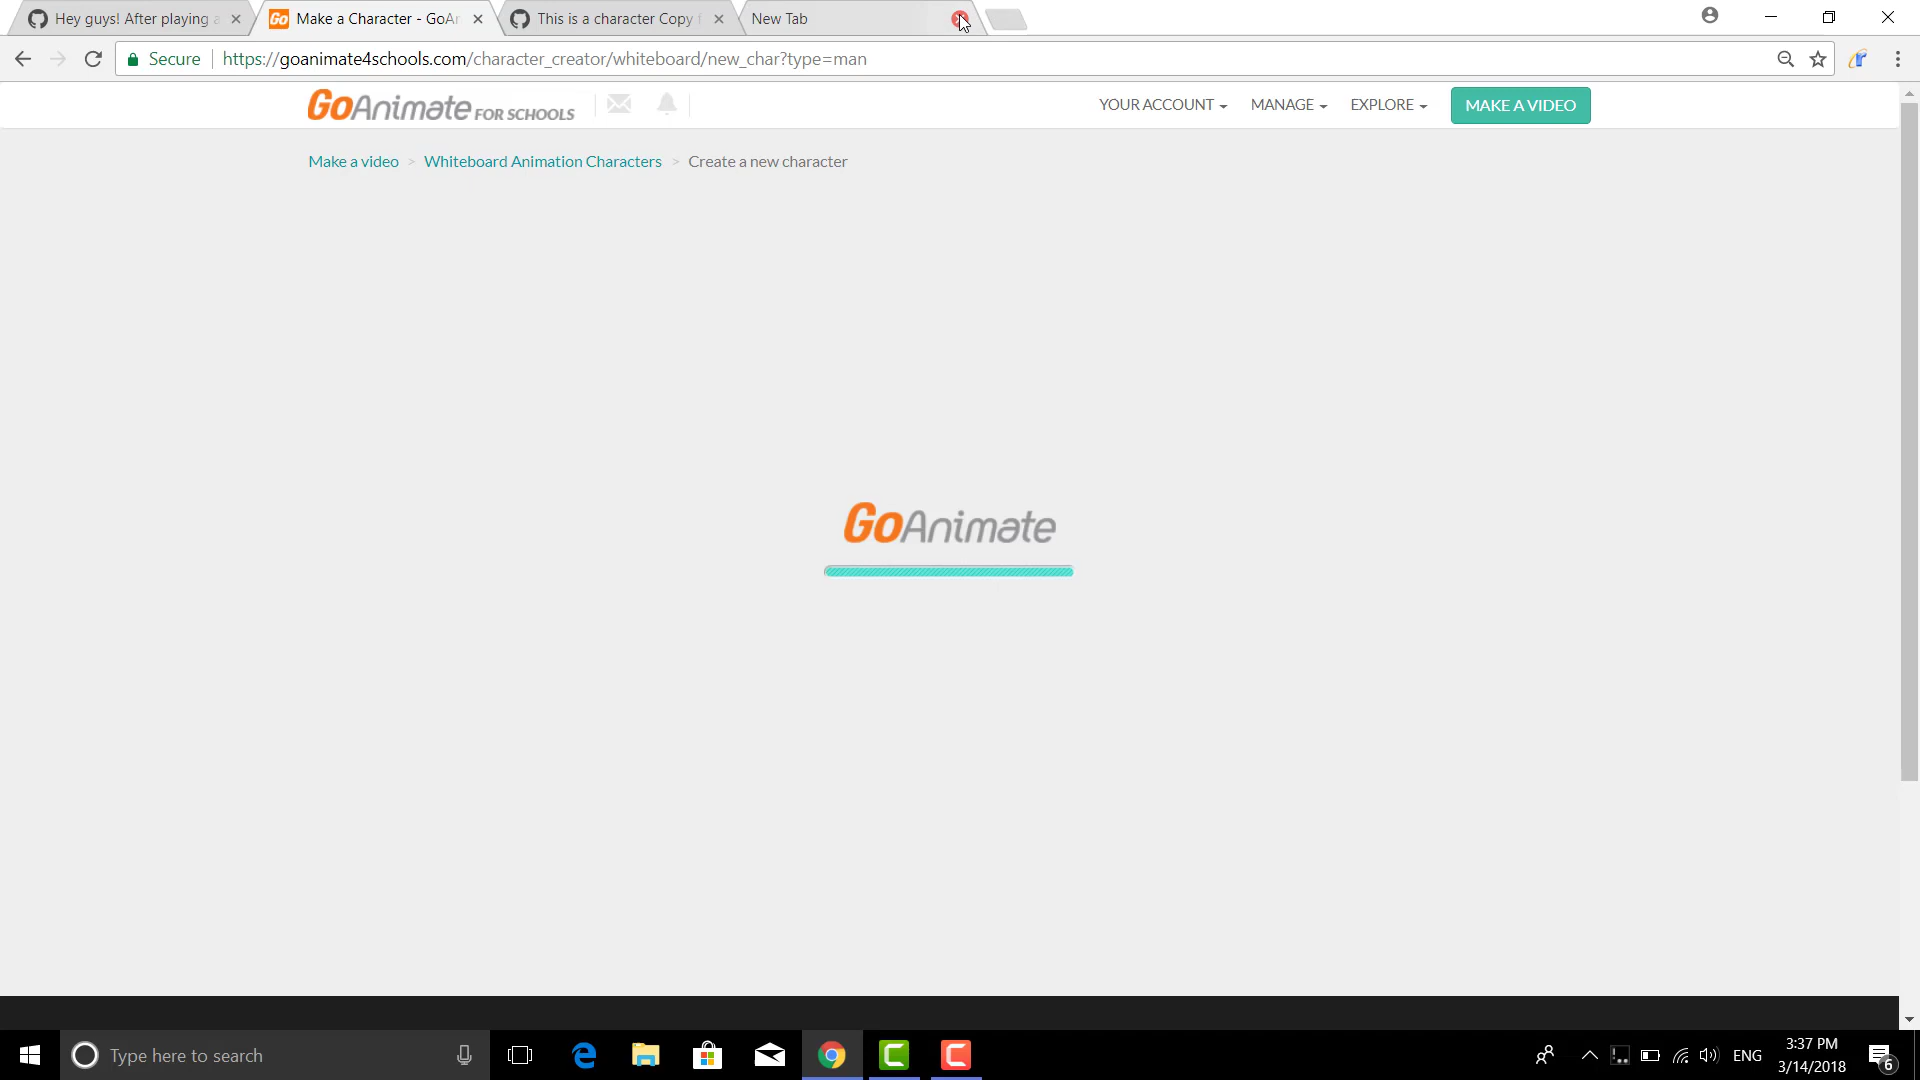 Hey guys! After playing a
Make a Character - GoAn
This is a character Copy f
New Tab
Secure
https://goanimate4schools.com/character_creator/whiteboard/new_char?type=man
GoAnimate FOR SCHOOLS
YOUR ACCOUNT
MANAGE
EXPLORE
MAKE A VIDEO
Make a video > Whiteboard Animation Characters > Create a new character
GoAnimate
Type here to search
ENG
3:37 PM
3/14/2018
6